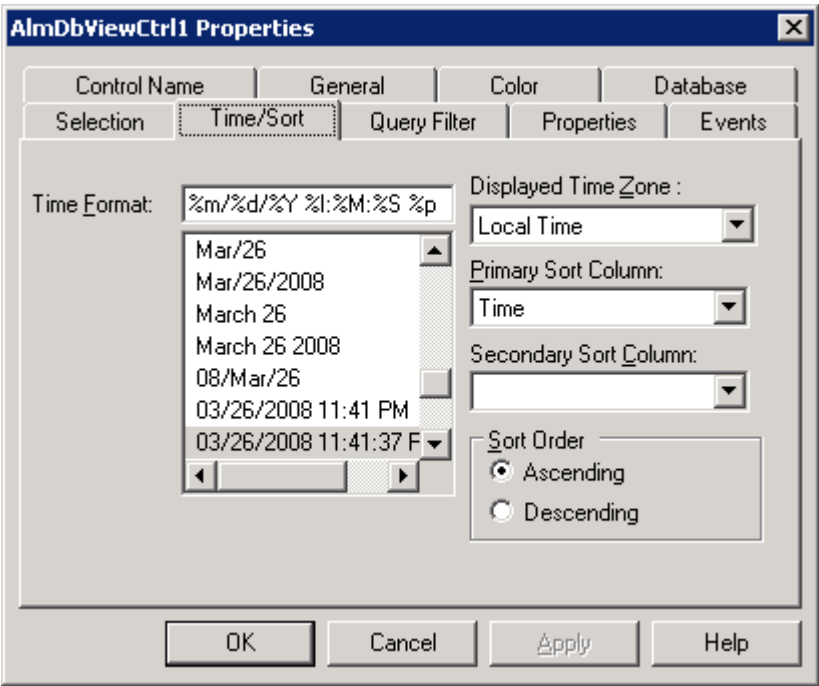 AlmDbViewCtrl1 Properties
Control Name General Color Database
Selection Time/Sort Query Filter Properties Events
Time Format:
%m/%d/%Y %I:%M:%S %p
Mar/26
Mar/26/2008
March 26
March 26 2008
08/Mar/26
03/26/2008 11:41 PM
03/26/2008 11:41:37 F
Displayed Time Zone :
Local Time
Primary Sort Column:
Time
Secondary Sort Column:
Sort Order
Ascending
Descending
OK Cancel Apply Help